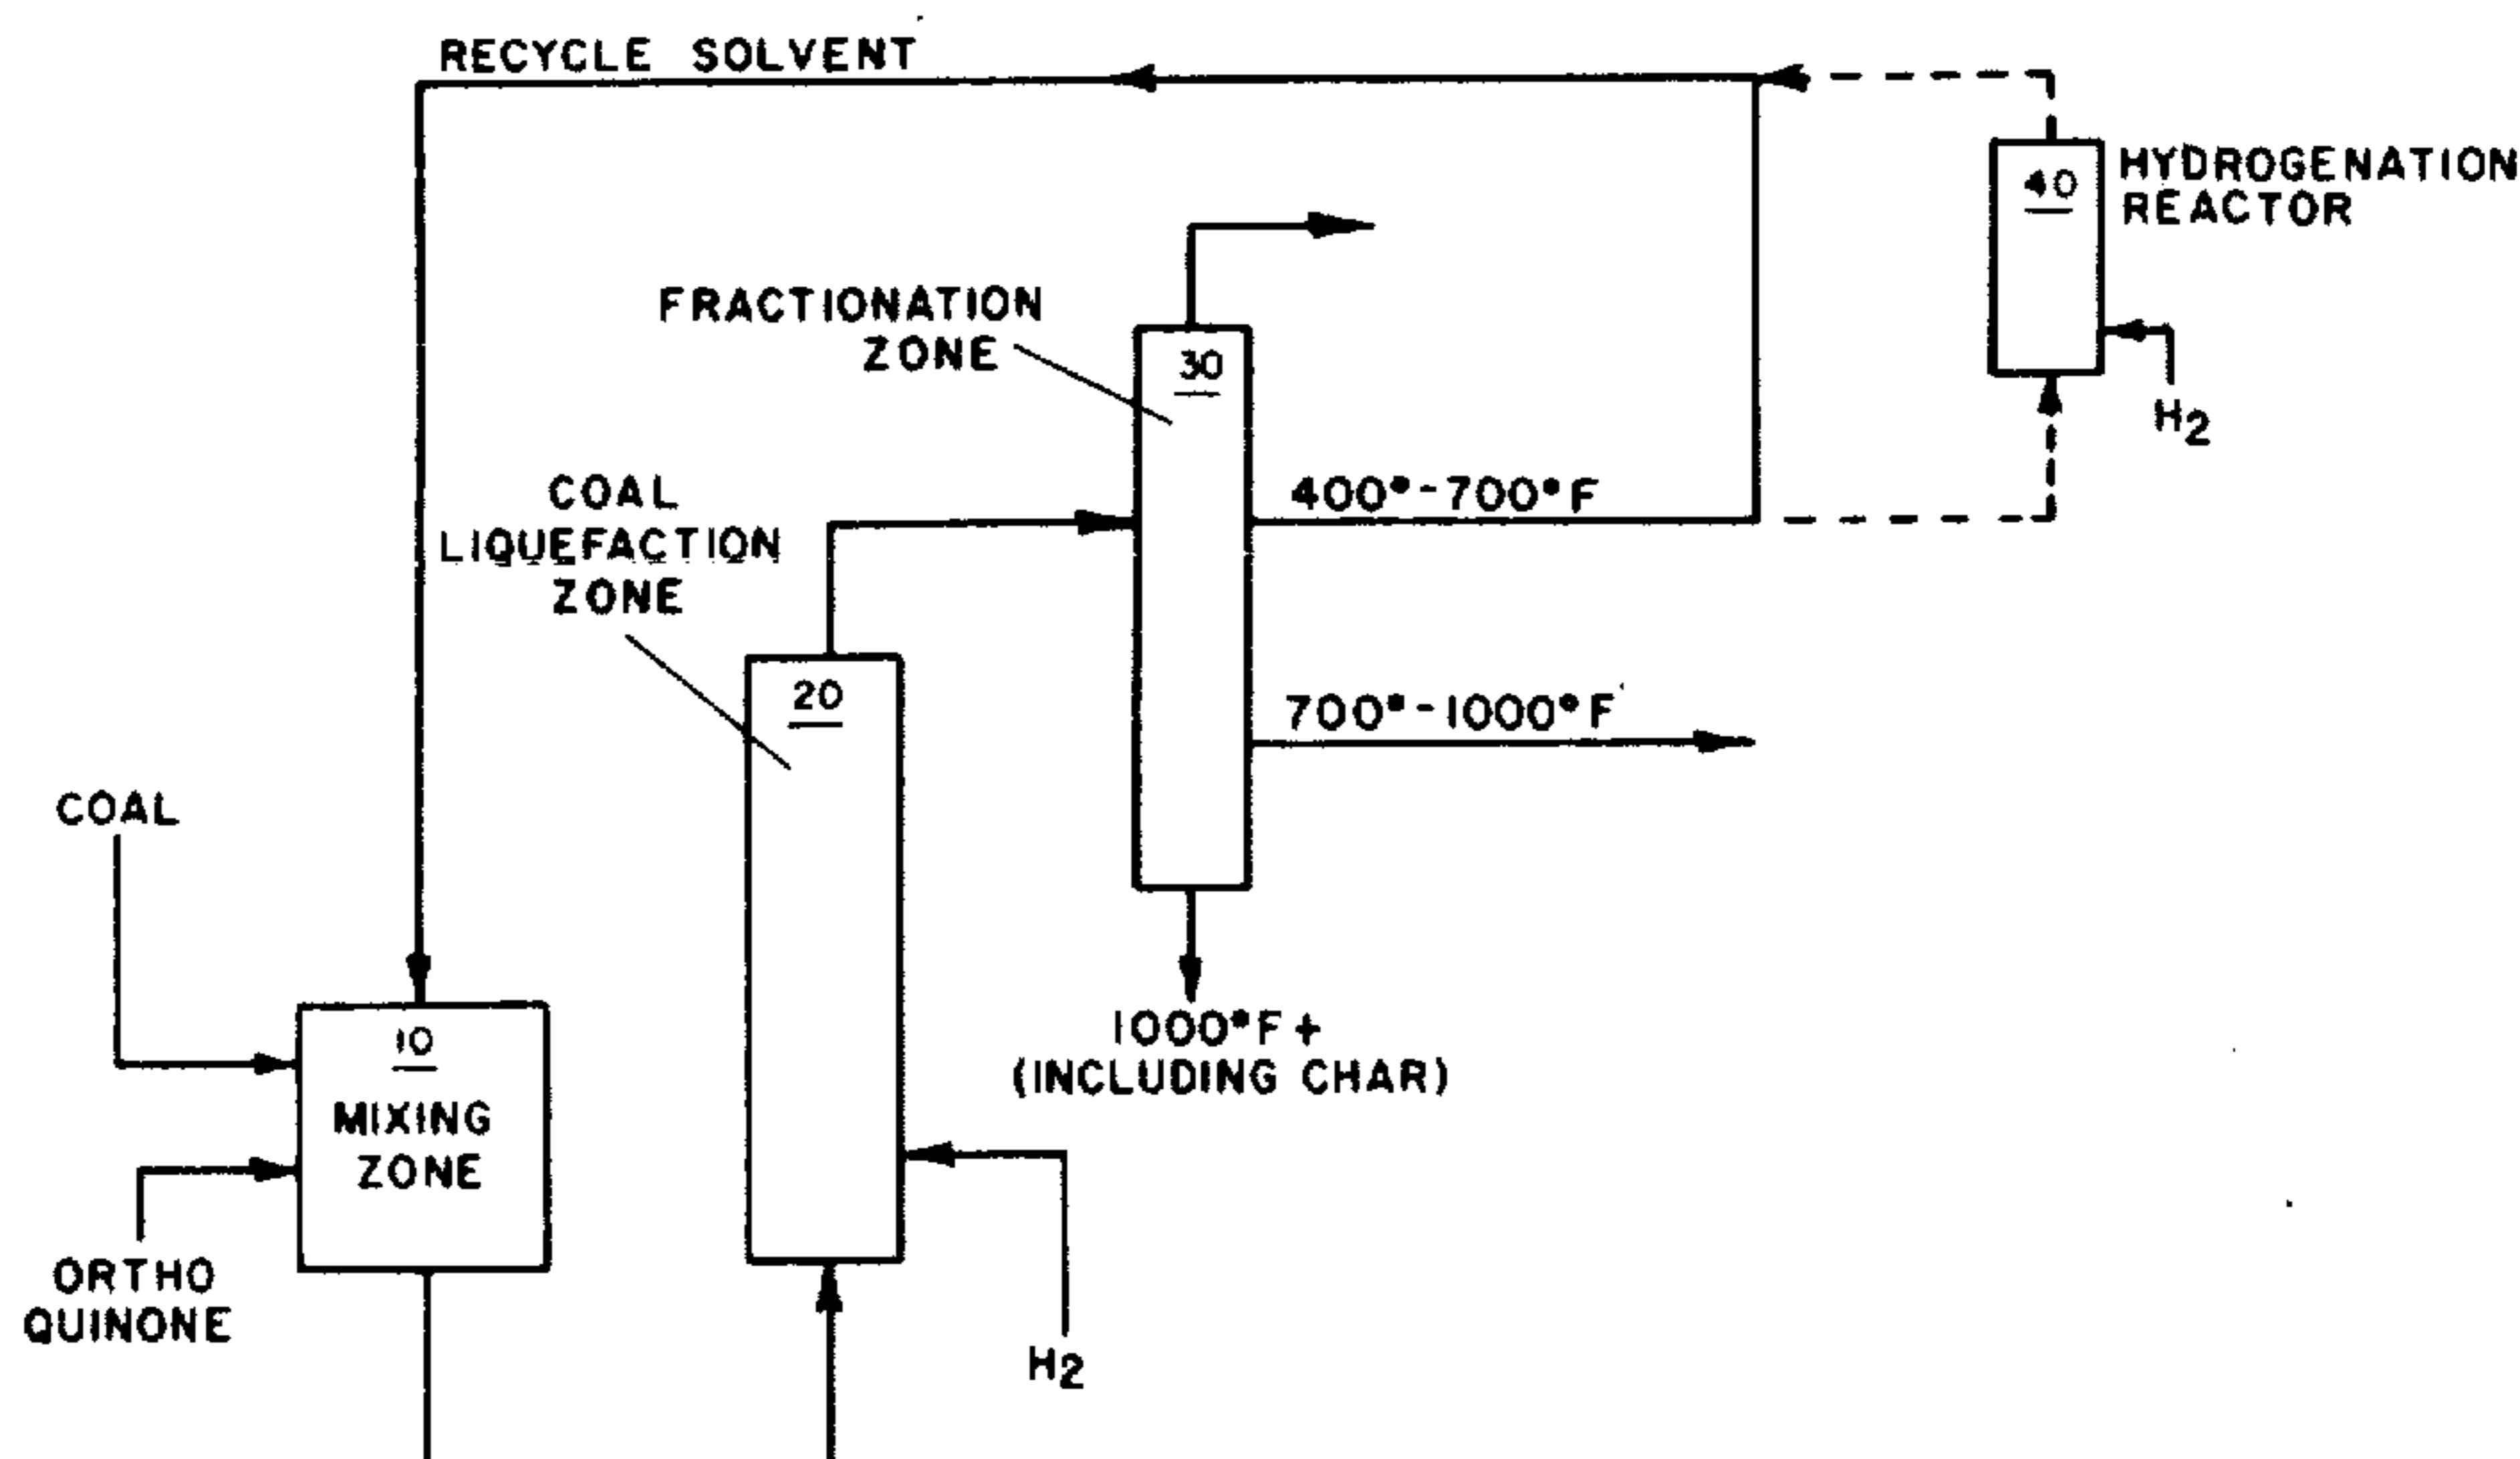 RECYCLE SOLVENT
40
HYDROGENATION
REACTOR
H2
FRACTIONATION
ZONE
30
400°-700°F
COAL
LIQUEFACTION
ZONE
20
700°-1000°F
COAL
1000°F+
(INCLUDING CHAR)
10
MIXING
ZONE
ORTHO
QUINONE
H2